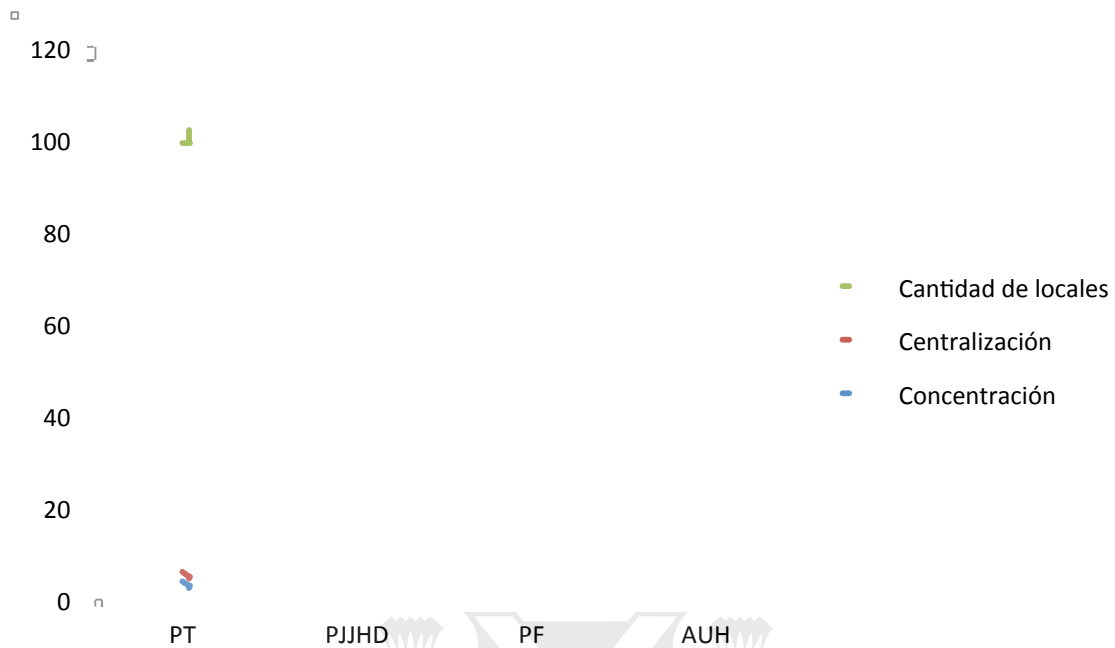 120
100
80
60
40
20
0
PT PJJHD PF AUH
Cantidad de locales
Centralización
Concentración